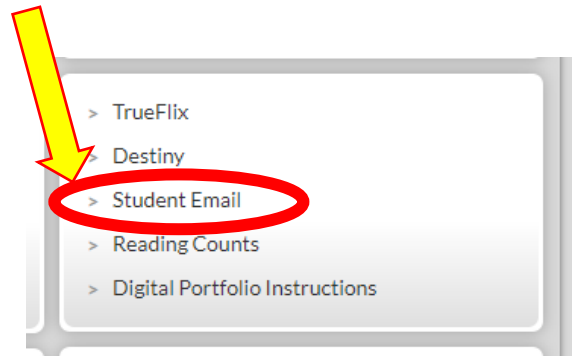 > TrueFlix
> Destiny
> Student Email
> Reading Counts
> Digital Portfolio Instructions